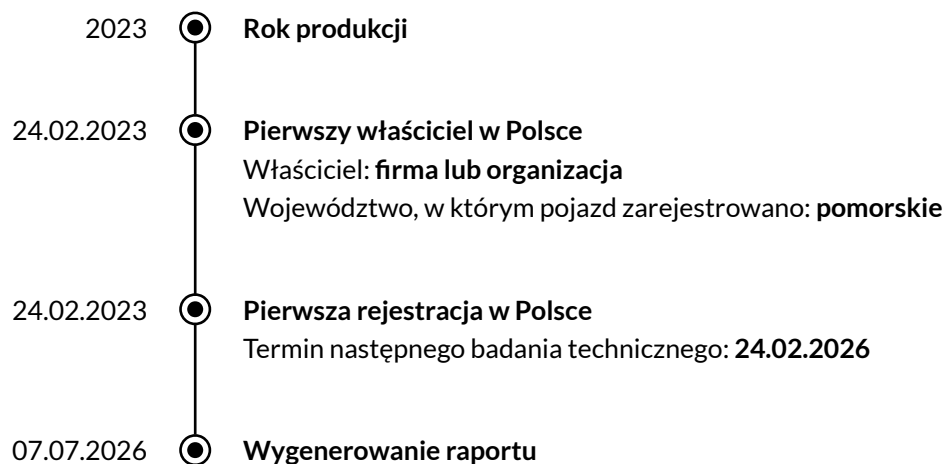 2023 Rok produkcji
24.02.2023 Pierwszy właściciel w Polsce
Właściciel: firma lub organizacja
Województwo, w którym pojazd zarejestrowano: pomorskie
24.02.2023 Pierwsza rejestracja w Polsce
Termin następnego badania technicznego: 24.02.2026
07.07.2026 Wygenerowanie raportu